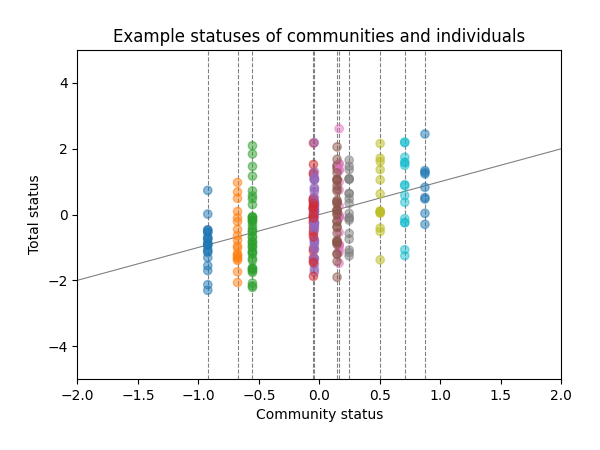 Example statuses of communities and individuals
4
2
0
−2
−4
Total status
−2.0 −1.5 −1.0 −0.5 0.0 0.5 1.0 1.5 2.0
Community status